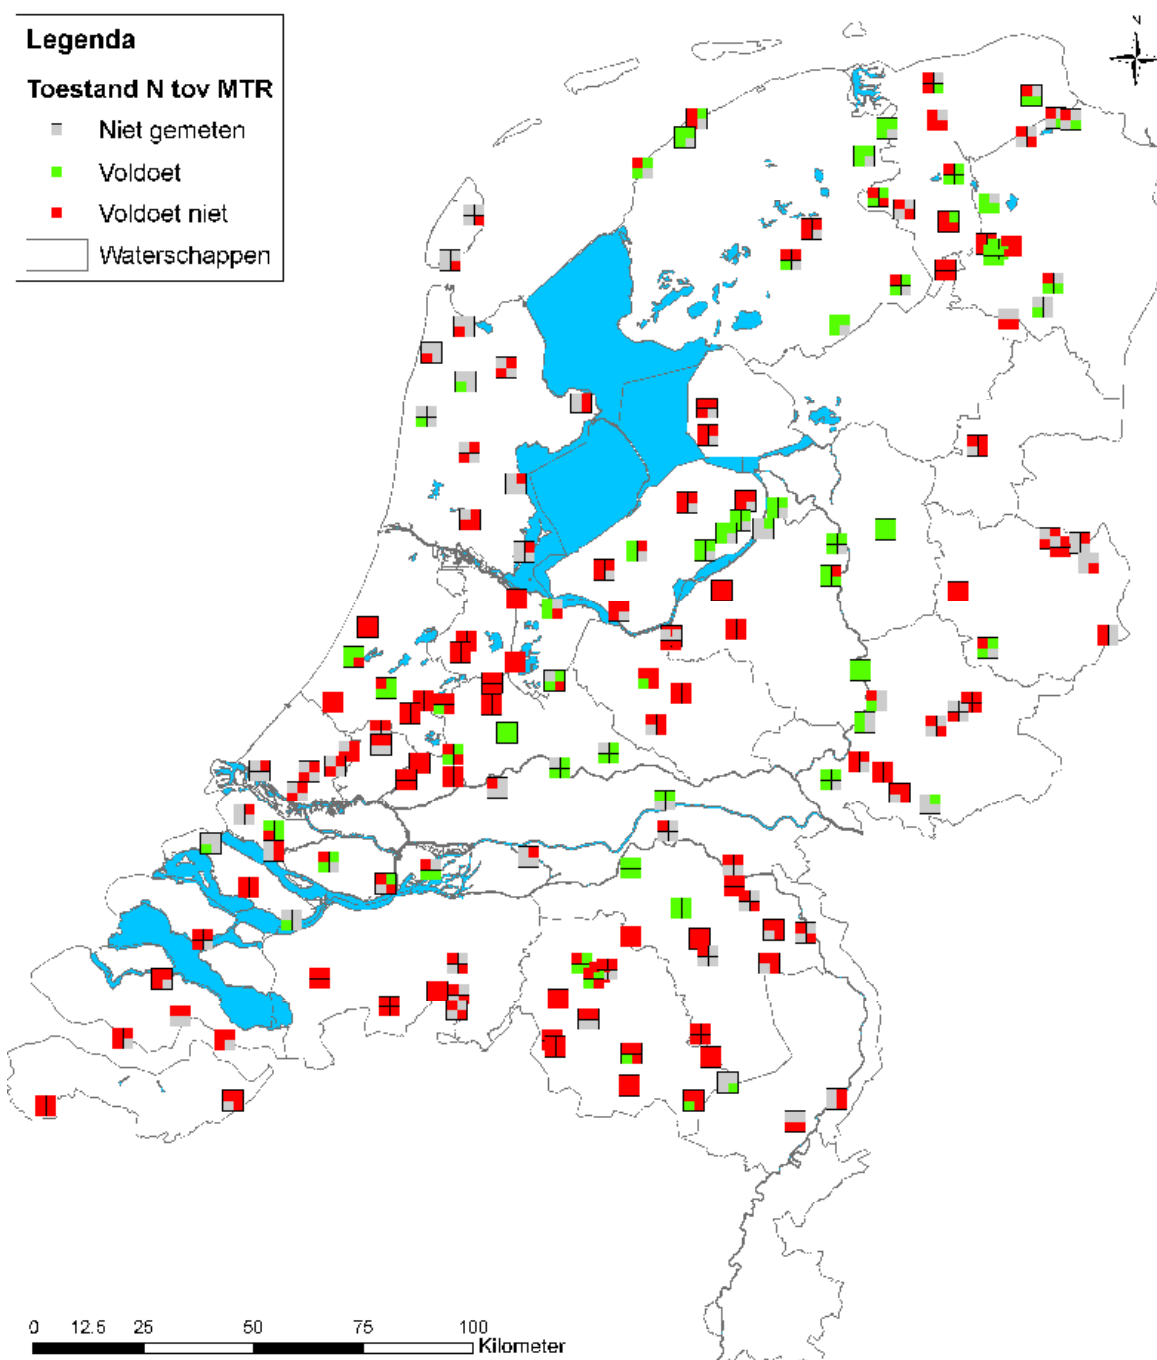 Legenda
Toestand N tov MTR
Niet gemeten
Voldoet
Voldoet niet
Waterschappen
N
0 12.5 25 50 75 100
Kilometer